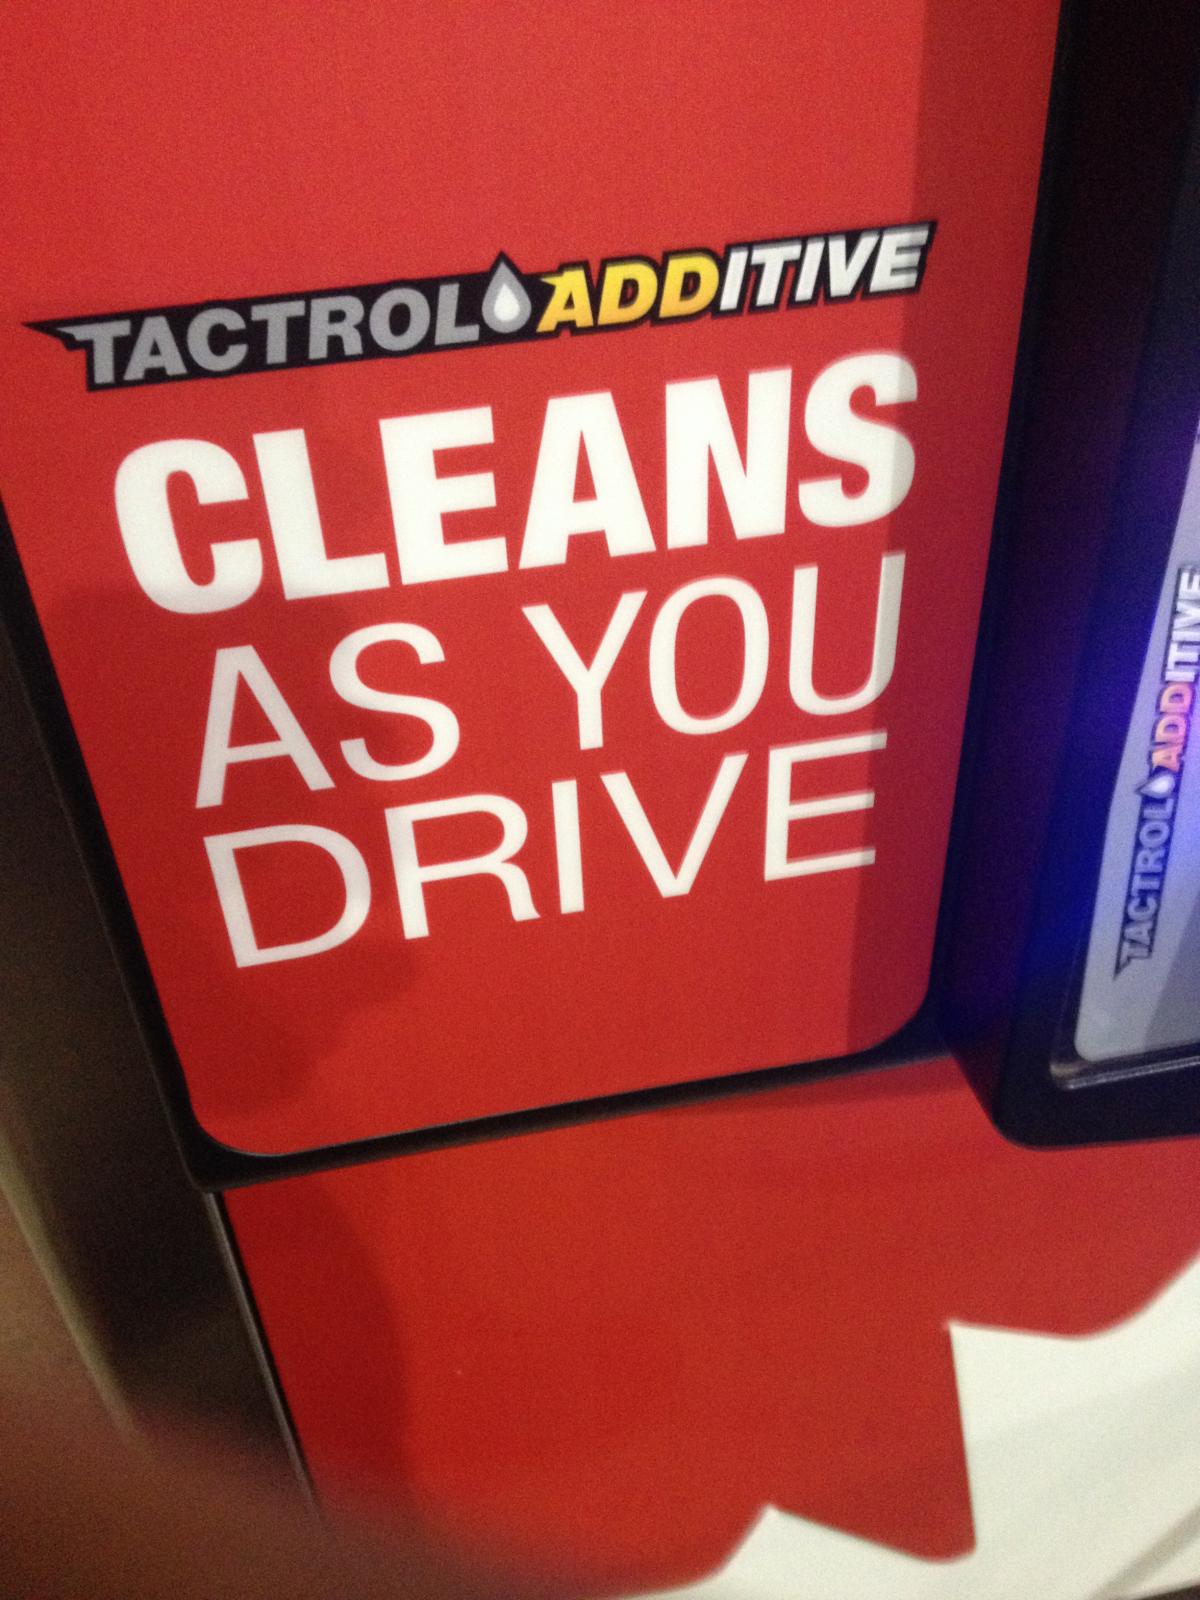 TACTROL ADDITIVE
CLEANS
AS YOU
DRIVE
TACTROL ADDITIVE